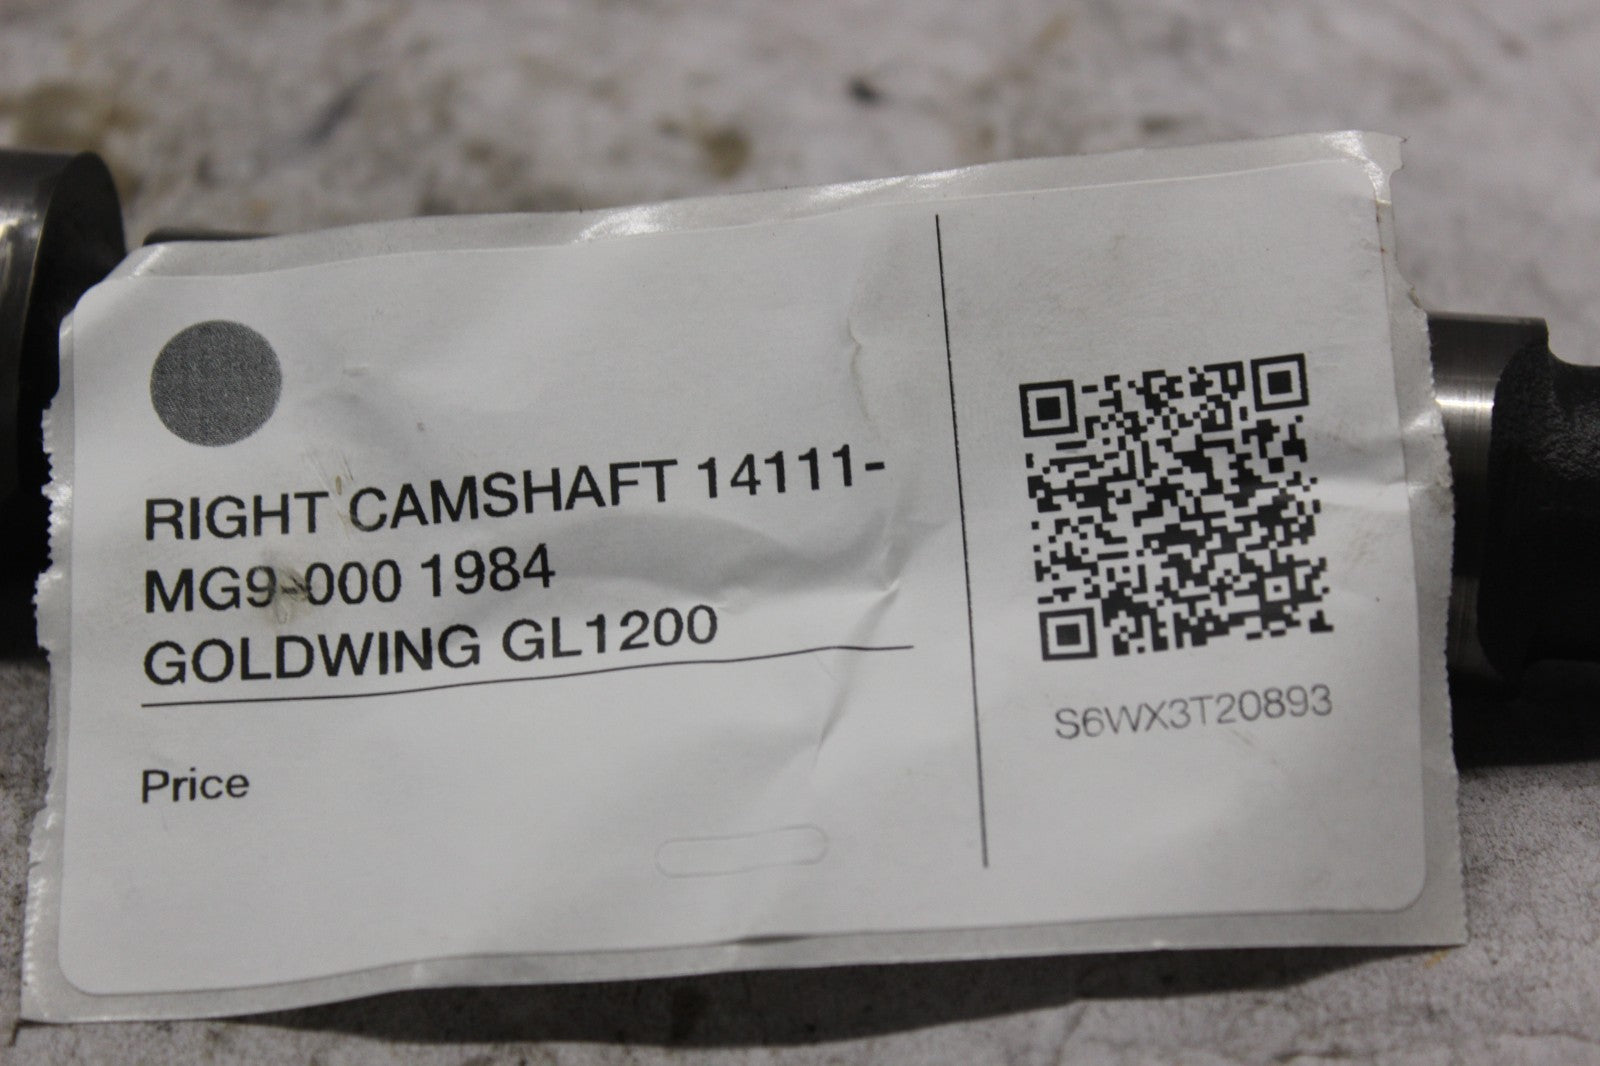 RIGHT CAMSHAFT 14111-
MG9-000 1984
GOLDWING GL1200
Price
S6WX3T20893